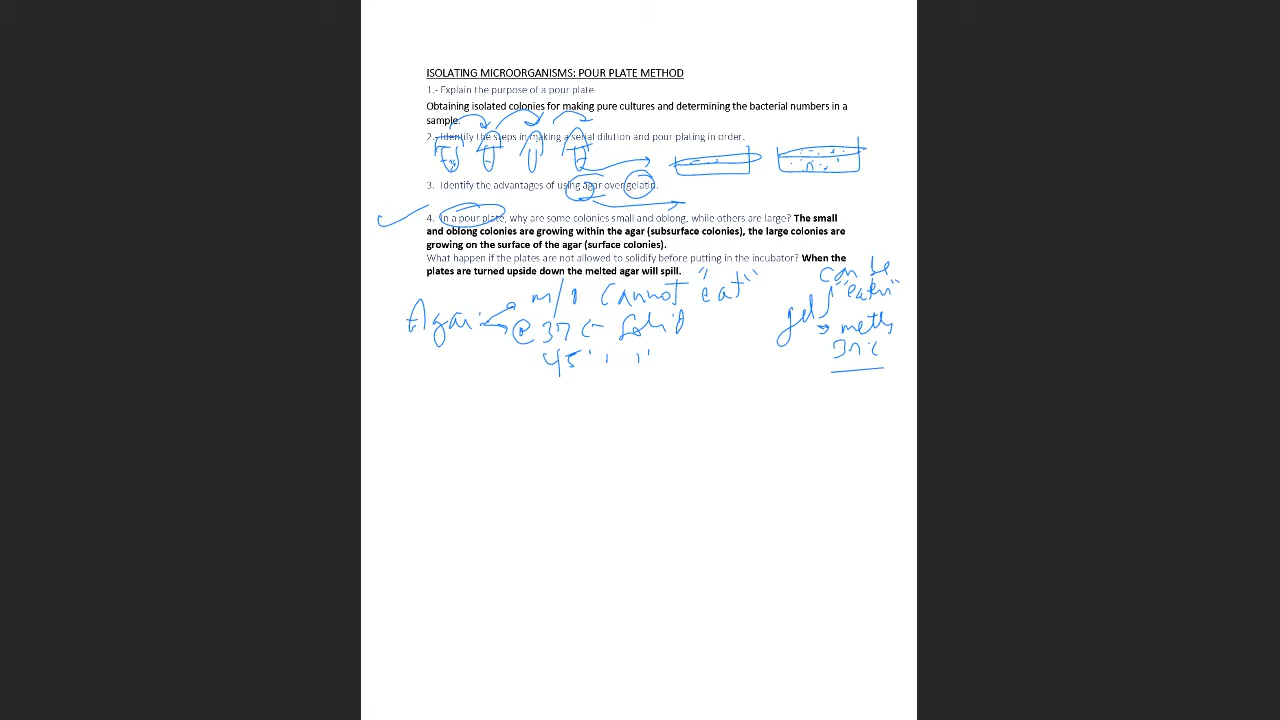 ISOLATING MICROORGANISMS: POUR PLATE METHOD
1.- Explain the purpose of a pour plate
Obtaining isolated colonies for making pure cultures and determining the bacterial numbers in a
sample.
2.- Identify the steps in making a serial dilution and pour plating in order.
3. Identify the advantages of using agar over gelatin.
4. In a pour plate, why are some colonies small and oblong, while others are large? The small
and oblong colonies are growing within the agar (subsurface colonies), the large colonies are
growing on the surface of the agar (surface colonies).
What happen if the plates are not allowed to solidify before putting in the incubator? When the
plates are turned upside down the melted agar will spill.
Agar
m/o cannot "eat"
@ 37 C - Solid
45 " "
gel
can be
"eaten"
melts
37 C